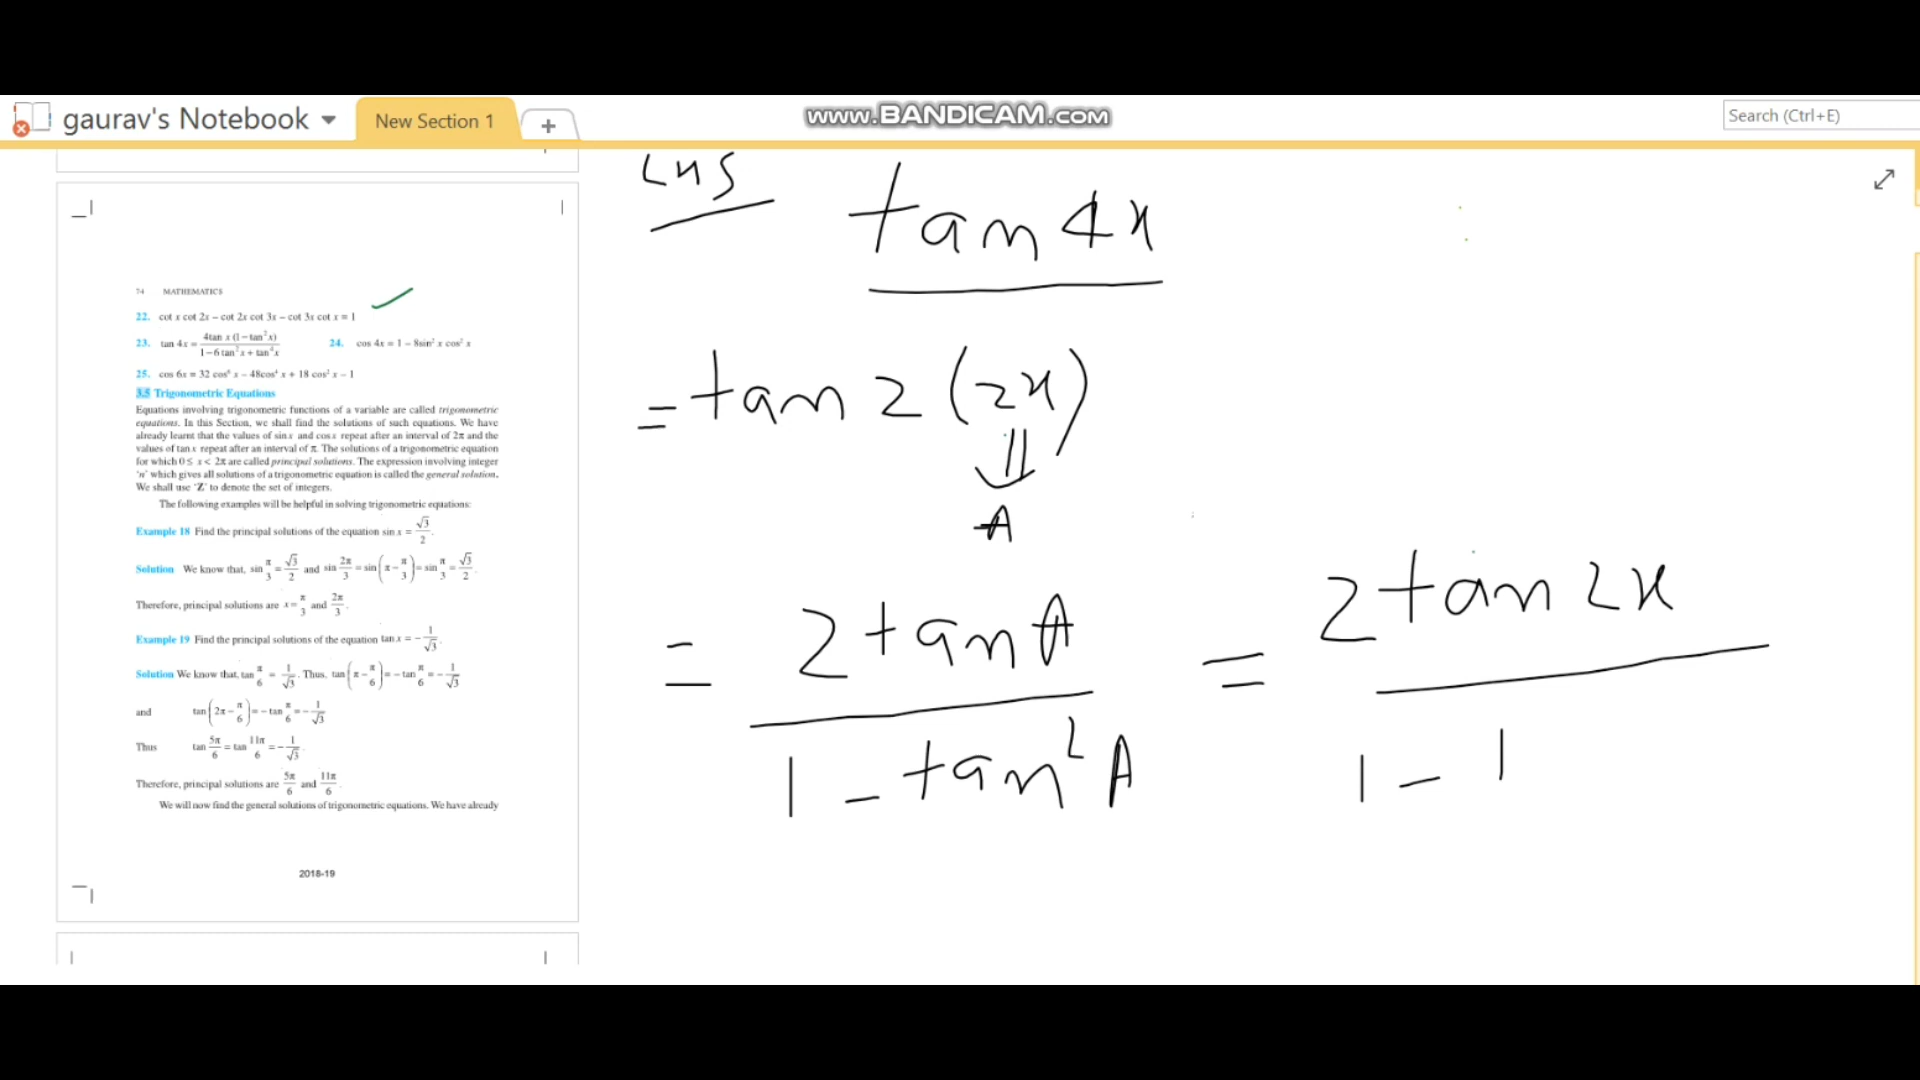 gaurav's Notebook
New Section 1
+
www.BANDICAM.com
Search (Ctrl+E)
74 MATHEMATICS
22. cot x cot 2x – cot 2x cot 3x – cot 3x cot x = 1
23. tan 4x = 4tan x (1 – tan²x) / 1 – 6 tan²x + tan⁴x
24. cos 4x = 1 – 8sin² x cos² x
25. cos 6x = 32 cos⁶ x – 48cos⁴ x + 18 cos² x – 1
3.5 Trigonometric Equations
Equations involving trigonometric functions of a variable are called trigonometric
equations. In this Section, we shall find the solutions of such equations. We have
already learnt that the values of sin x and cos x repeat after an interval of 2π and the
values of tan x repeat after an interval of π. The solutions of a trigonometric equation
for which 0 ≤ x < 2π are called principal solutions. The expression involving integer
'n' which gives all solutions of a trigonometric equation is called the general solution.
We shall use 'Z' to denote the set of integers.
The following examples will be helpful in solving trigonometric equations:
Example 18 Find the principal solutions of the equation sin x = √3/2.
Solution We know that, sin π/3 = √3/2 and sin 2π/3 = sin (π – π/3) = sin π/3 = √3/2.
Therefore, principal solutions are x = π/3 and 2π/3.
Example 19 Find the principal solutions of the equation tan x = – 1/√3.
Solution We know that, tan π/6 = 1/√3. Thus, tan (π – π/6) = – tan π/6 = – 1/√3
and tan (2π – π/6) = – tan π/6 = – 1/√3
Thus tan 5π/6 = tan 11π/6 = – 1/√3.
Therefore, principal solutions are 5π/6 and 11π/6.
We will now find the general solutions of trigonometric equations. We have already
2018-19
LHS
tan 4x
= tan 2 (2x)
A
= 2 tan A / 1 - tan² A = 2 tan 2x / 1 - 1